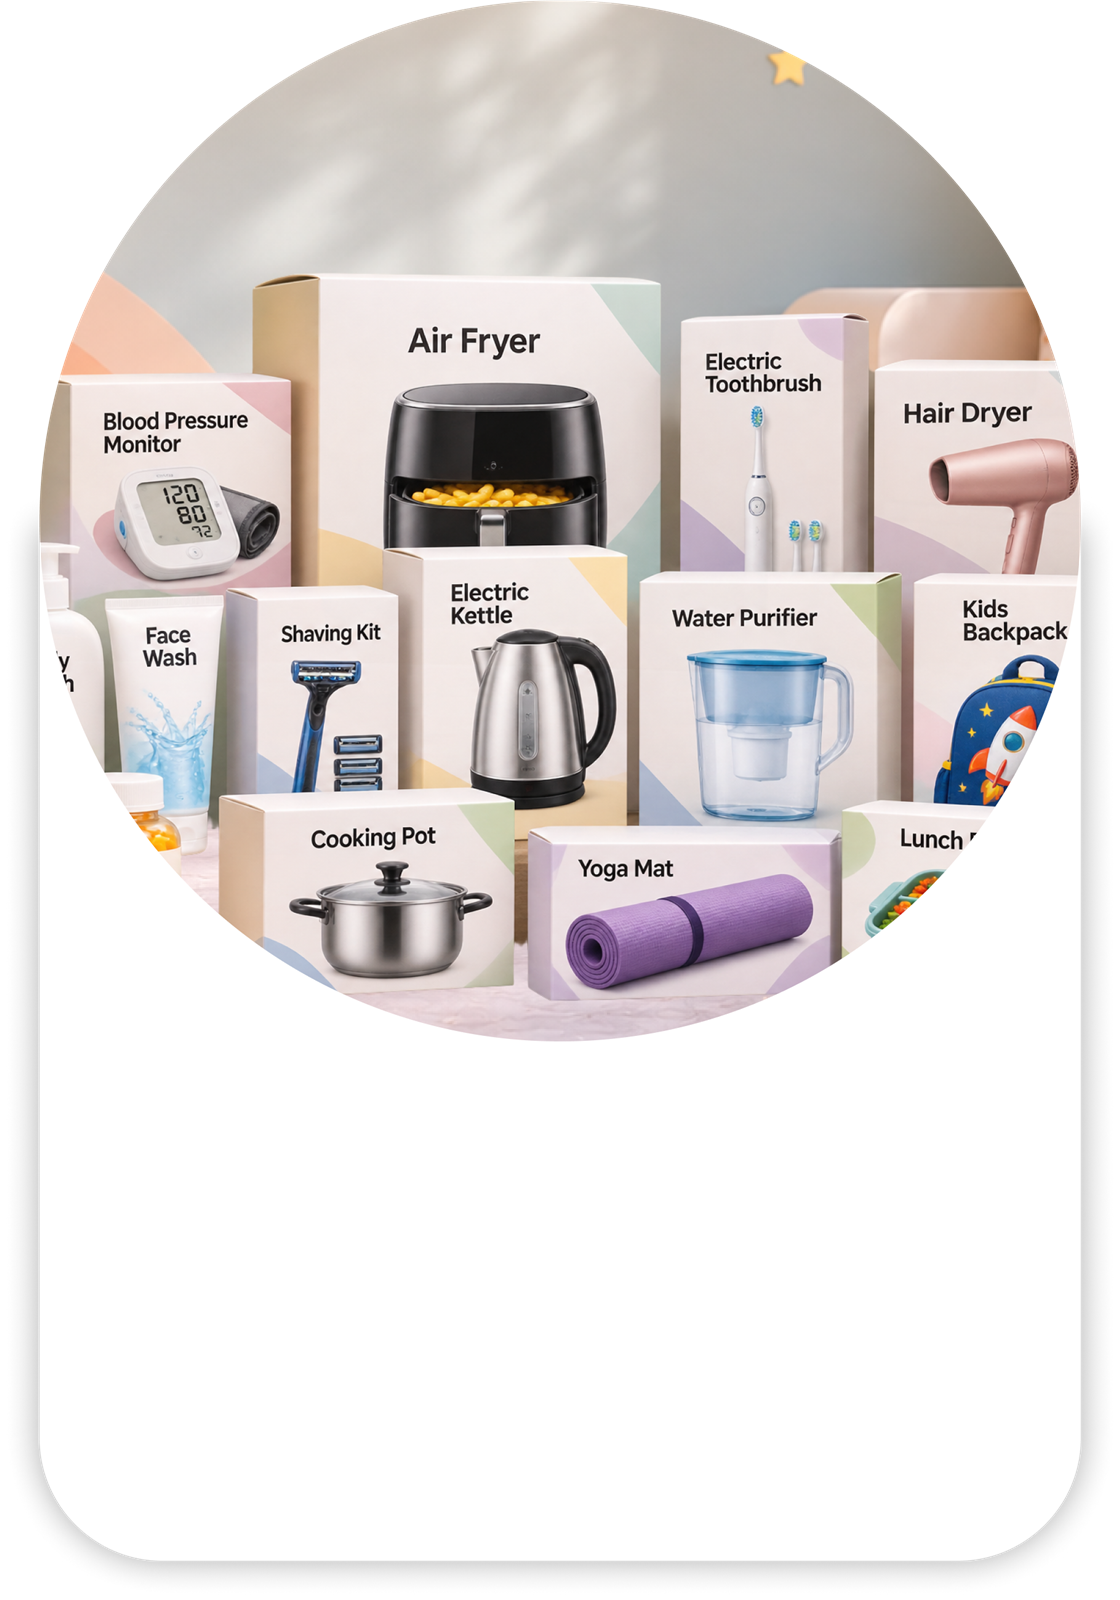 Air Fryer
Electric
Toothbrush
Hair Dryer
Blood Pressure
Monitor
120
80
72
Electric
Kettle
Water Purifier
Kids
Backpack
Face
Wash
Shaving Kit
Cooking Pot
Yoga Mat
Lunch